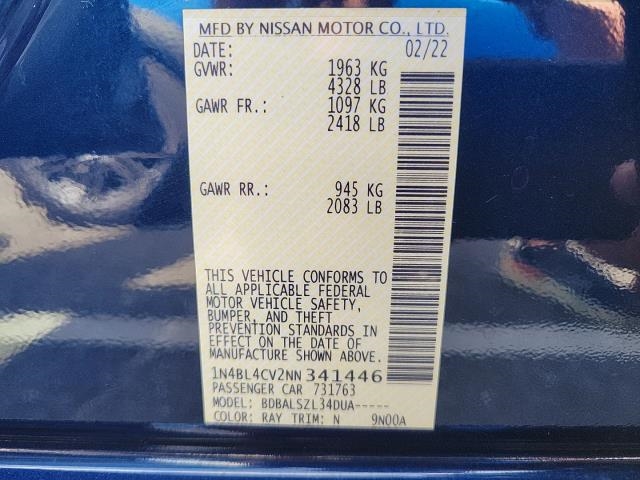 MFD BY NISSAN MOTOR CO., LTD.
DATE: 02/22
GVWR: 1963 KG
4328 LB
GAWR FR.: 1097 KG
2418 LB
GAWR RR.: 945 KG
2083 LB
THIS VEHICLE CONFORMS TO
ALL APPLICABLE FEDERAL
MOTOR VEHICLE SAFETY,
BUMPER, AND THEFT
PREVENTION STANDARDS IN
EFFECT ON THE DATE OF
MANUFACTURE SHOWN ABOVE.
1N4BL4CV2NN341446
PASSENGER CAR 731763
MODEL: BDBALSZL34DUA-----
COLOR: RAY TRIM: N 9N00A